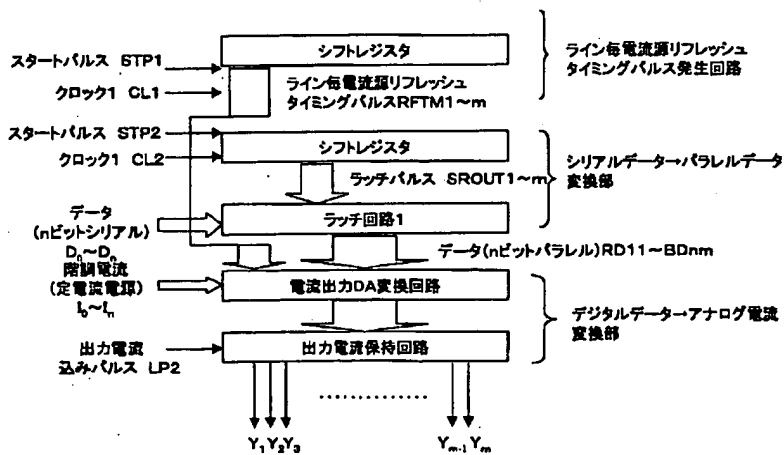 シフトレジスタ
スタートパルス STP1
クロック1 CL1
ライン毎電流源リフレッシュ
タイミングパルスRFTM1～m
ライン毎電流源リフレッシュ
タイミングパルス発生回路
スタートパルス STP2
クロック1 CL2
シフトレジスタ
ラッチパルス SROUT1～m
シリアルデータ→パラレルデータ
変換部
データ
(nビットシリアル)
D₀～Dₙ
ラッチ回路1
データ(nビットパラレル)RD11～BDnm
階調電流
(定電流電源)
I₀～Iₙ
電流出力DA変換回路
デジタルデータ→アナログ電流
変換部
出力電流
込みパルス LP2
出力電流保持回路
............
Y₁ Y₂ Y₃
Yₘ₋₁ Yₘ